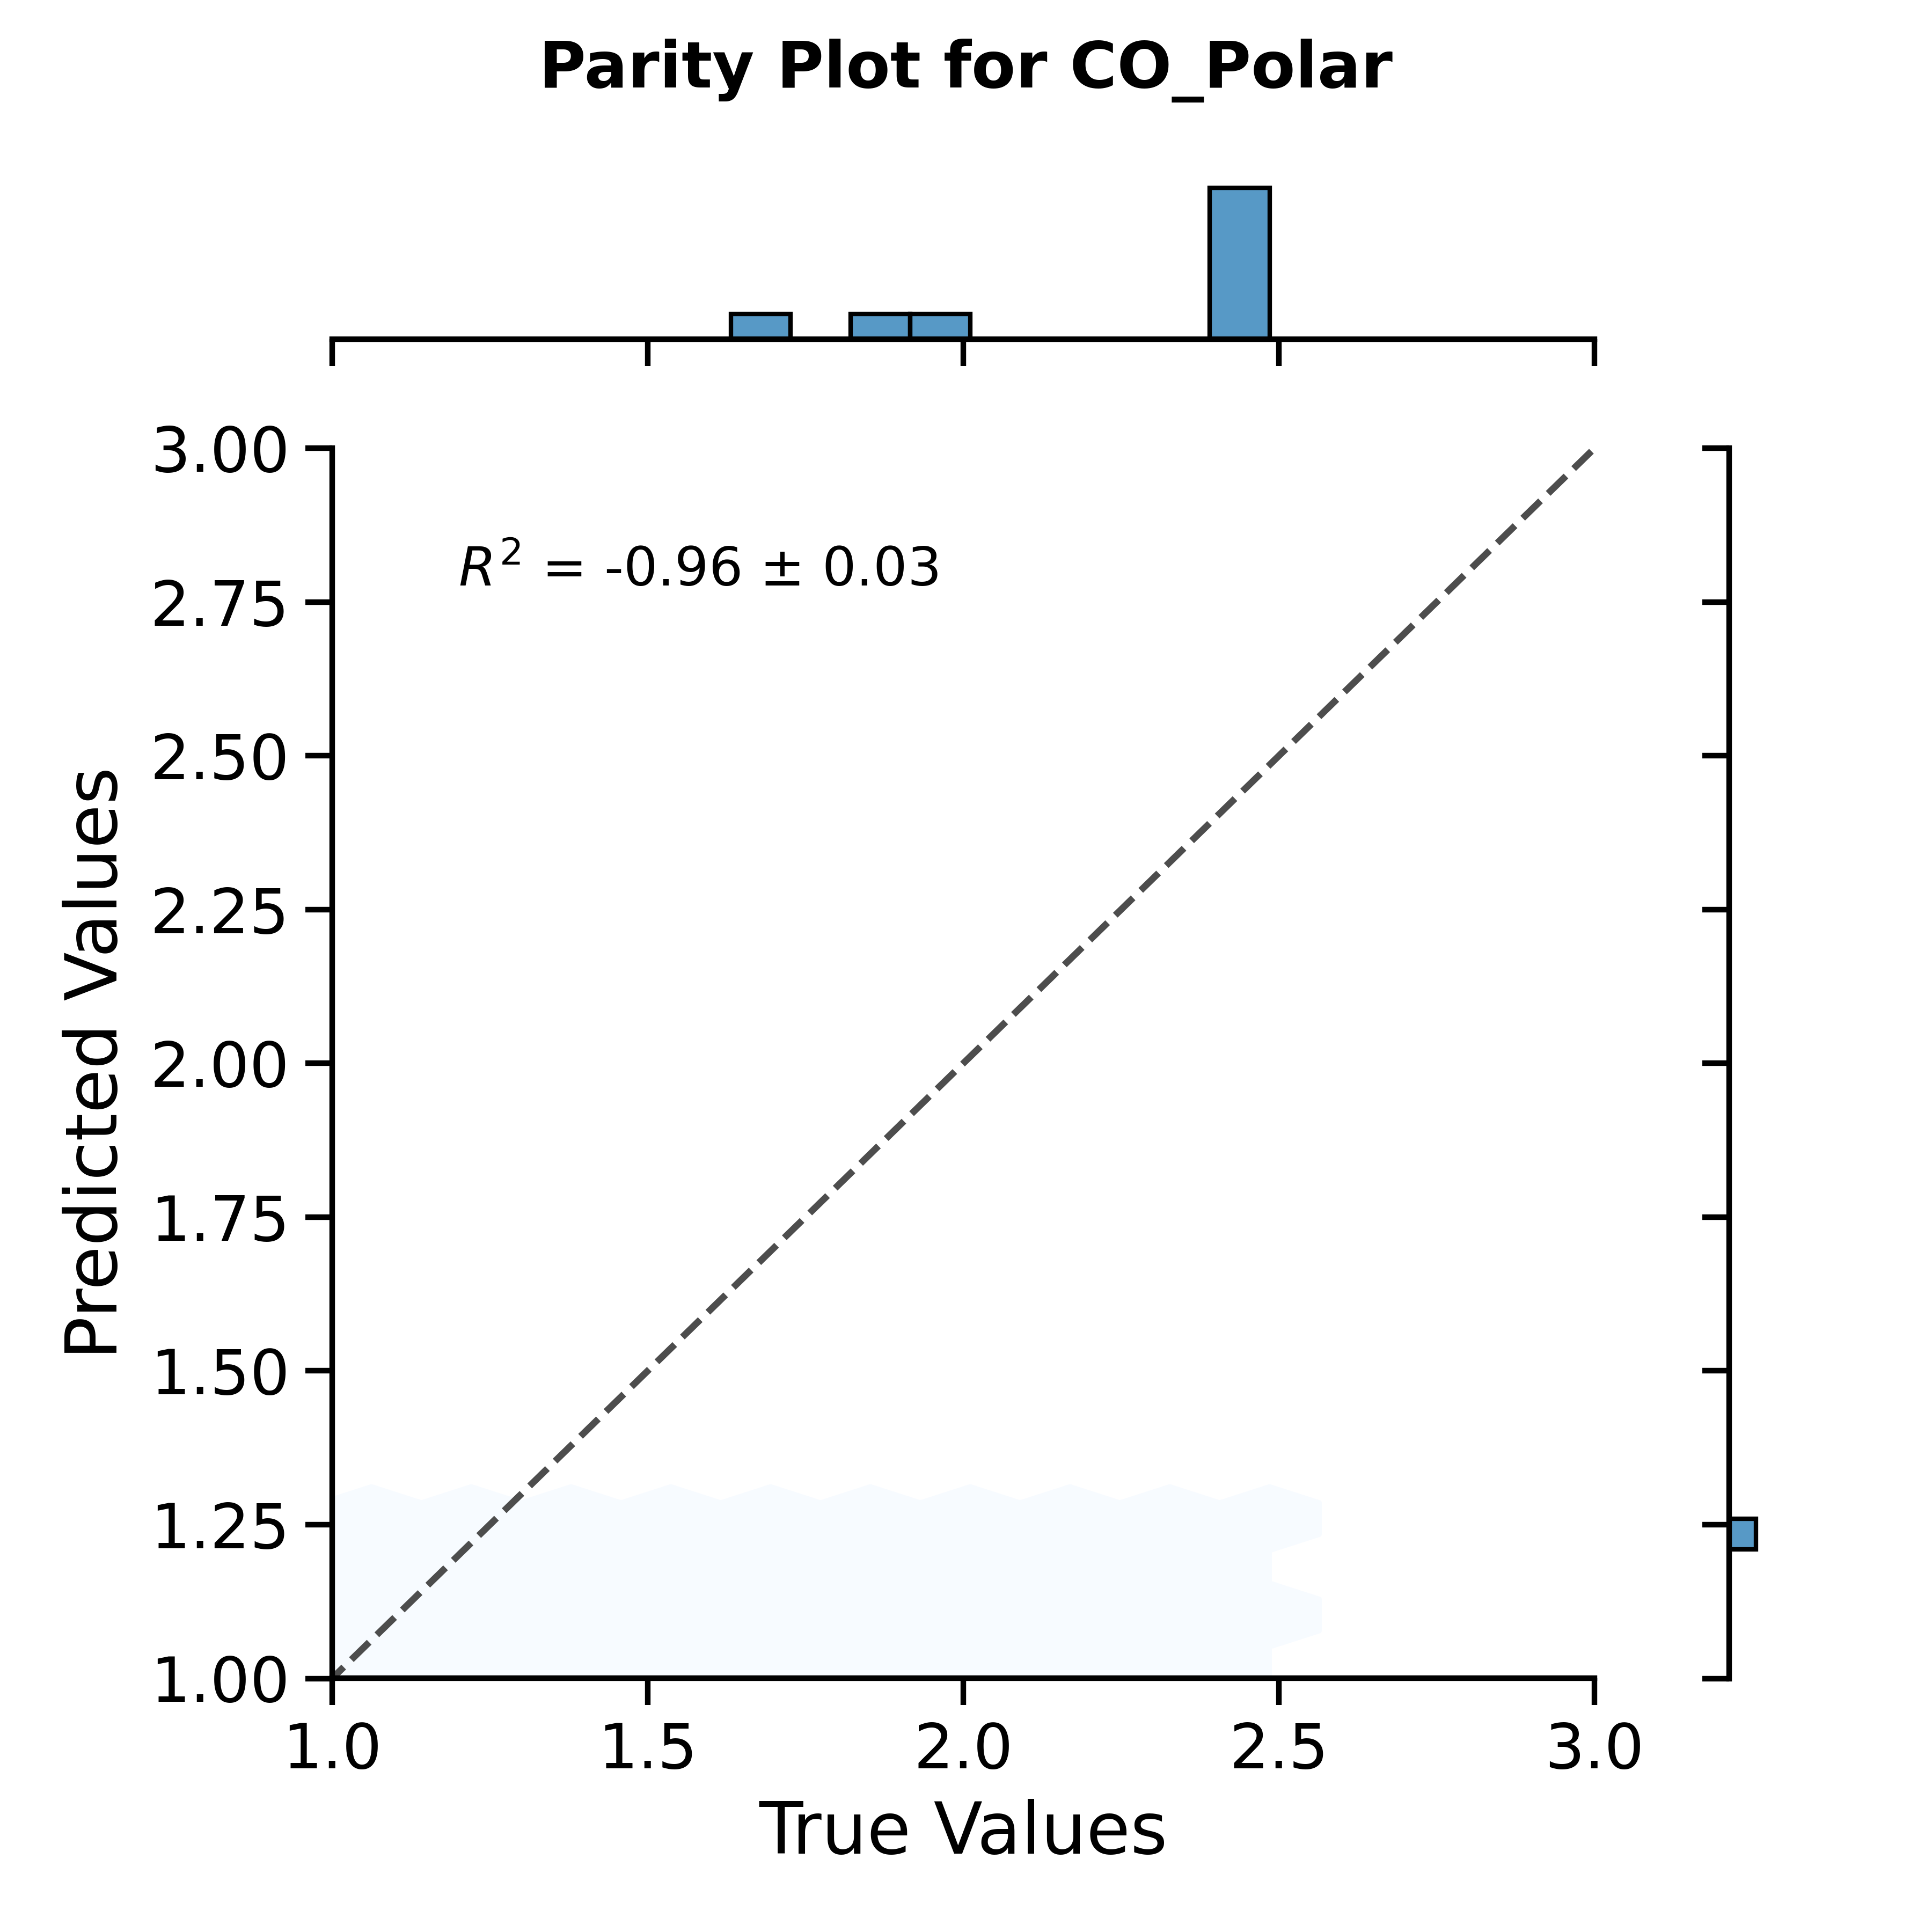 Parity Plot for CO_Polar
R² = -0.96 ± 0.03
Predicted Values
3.00
2.75
2.50
2.25
2.00
1.75
1.50
1.25
1.00
1.0 1.5 2.0 2.5 3.0
True Values